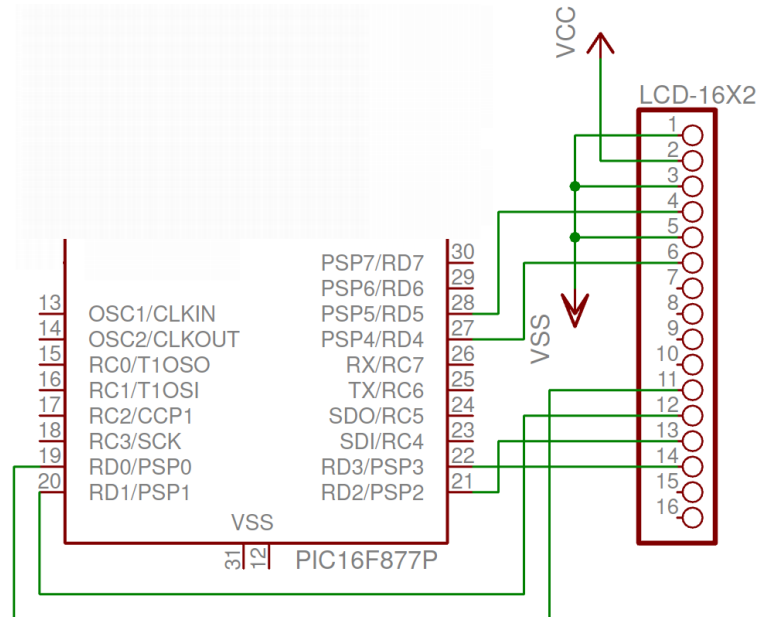 VCC
LCD-16X2
1
2
3
4
5
6
7
8
9
10
11
12
13
14
15
16
VSS
PSP7/RD7 30
PSP6/RD6 29
13 OSC1/CLKIN PSP5/RD5 28
14 OSC2/CLKOUT PSP4/RD4 27
15 RC0/T1OSO RX/RC7 26
16 RC1/T1OSI TX/RC6 25
17 RC2/CCP1 SDO/RC5 24
18 RC3/SCK SDI/RC4 23
19 RD0/PSP0 RD3/PSP3 22
20 RD1/PSP1 RD2/PSP2 21
VSS
31 12 PIC16F877P